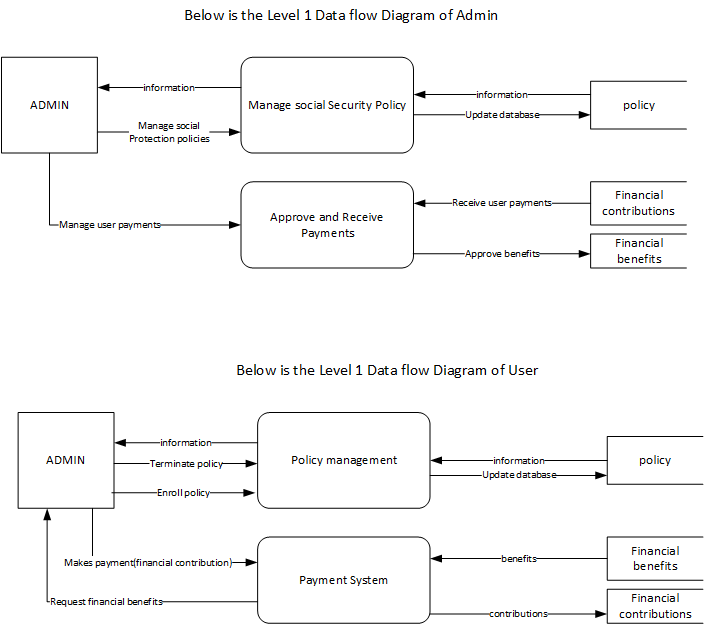 Below is the Level 1 Data flow Diagram of Admin
ADMIN
information
Manage social
Protection policies
Manage social Security Policy
information
Update database
policy
Manage user payments
Approve and Receive
Payments
Receive user payments
Approve benefits
Financial
contributions
Financial
benefits
Below is the Level 1 Data flow Diagram of User
ADMIN
information
Terminate policy
Enroll policy
Policy management
information
Update database
policy
Makes payment(financial contribution)
Request financial benefits
Payment System
benefits
contributions
Financial
benefits
Financial
contributions